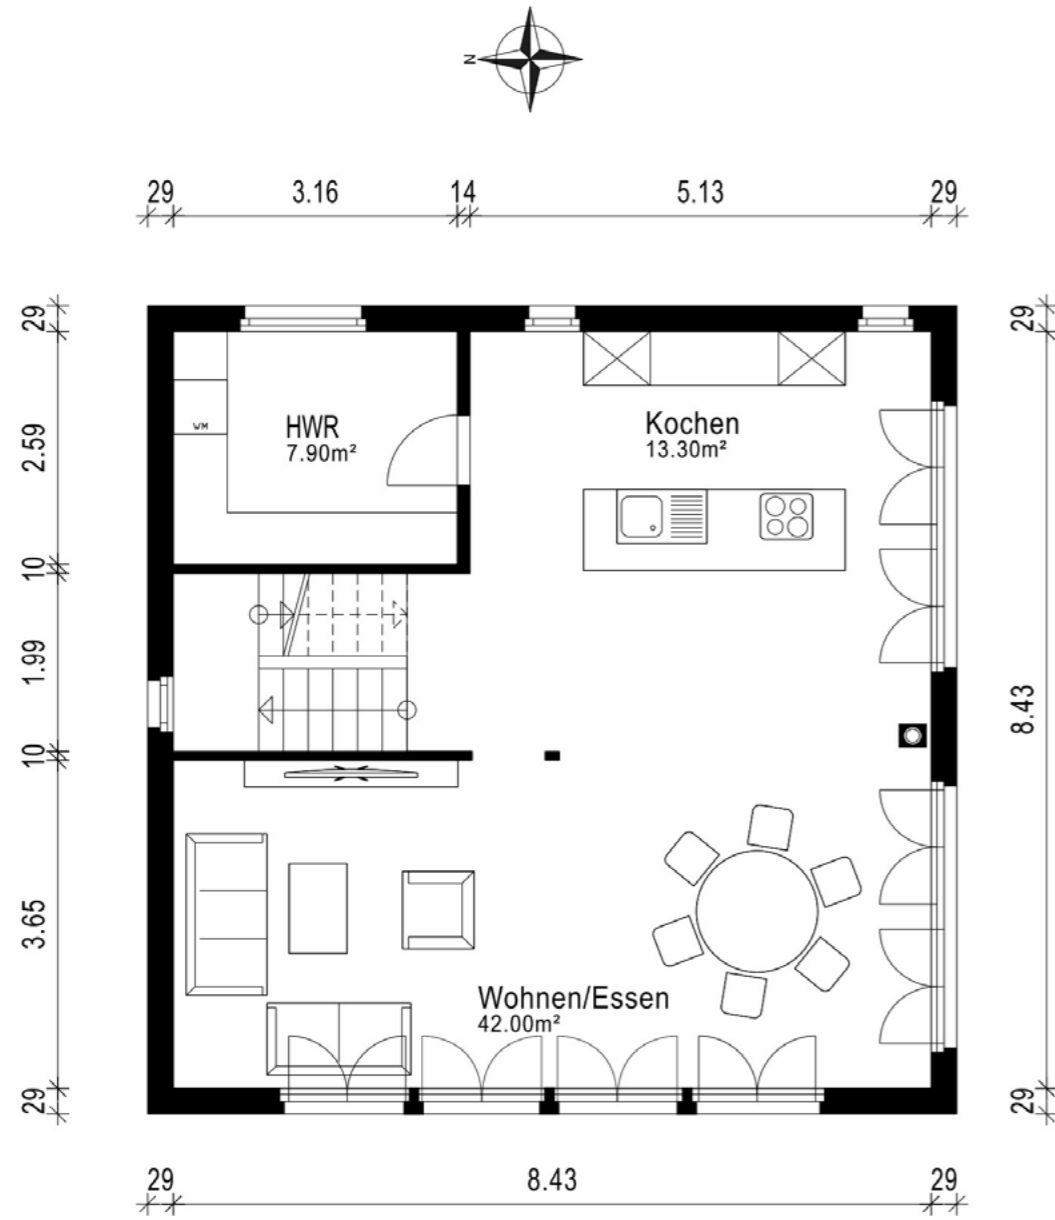 N
29 3.16 14 5.13 29
29
29
2.59
HWR
7.90m²
WM
Kochen
13.30m²
10
1.99
10
8.43
3.65
Wohnen/Essen
42.00m²
29
29
29 8.43 29